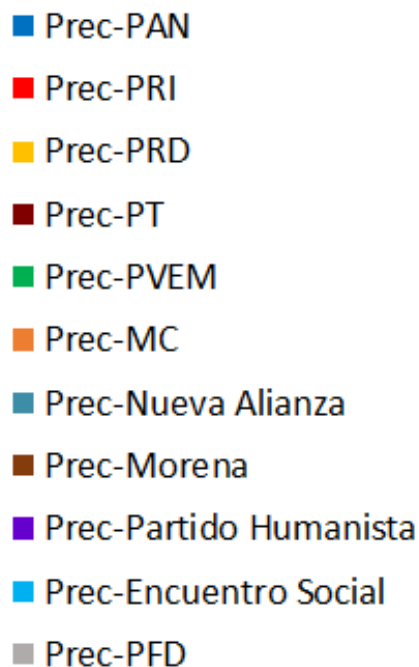 Prec-PAN
Prec-PRI
Prec-PRD
Prec-PT
Prec-PVEM
Prec-MC
Prec-Nueva Alianza
Prec-Morena
Prec-Partido Humanista
Prec-Encuentro Social
Prec-PFD